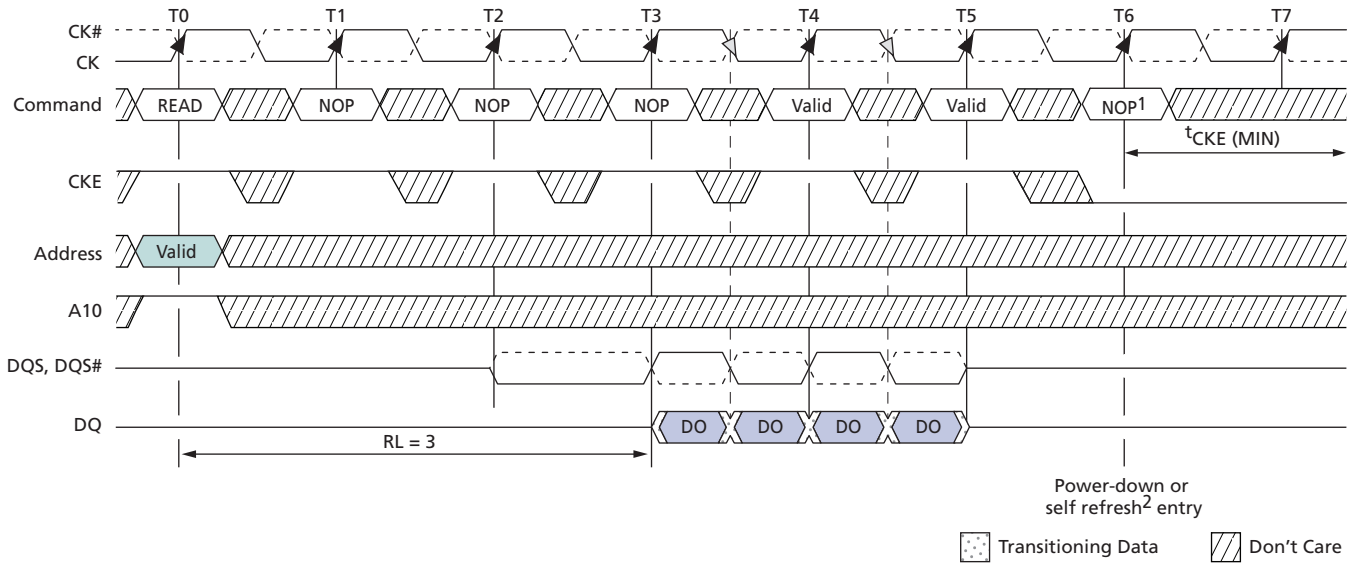 T0 T1 T2 T3 T4 T5 T6 T7
CK#
CK
Command READ NOP NOP NOP Valid Valid NOP1
tCKE (MIN)
CKE
Address Valid
A10
DQS, DQS#
DQ DO DO DO DO
RL = 3
Power-down or
self refresh2 entry
Transitioning Data Don't Care